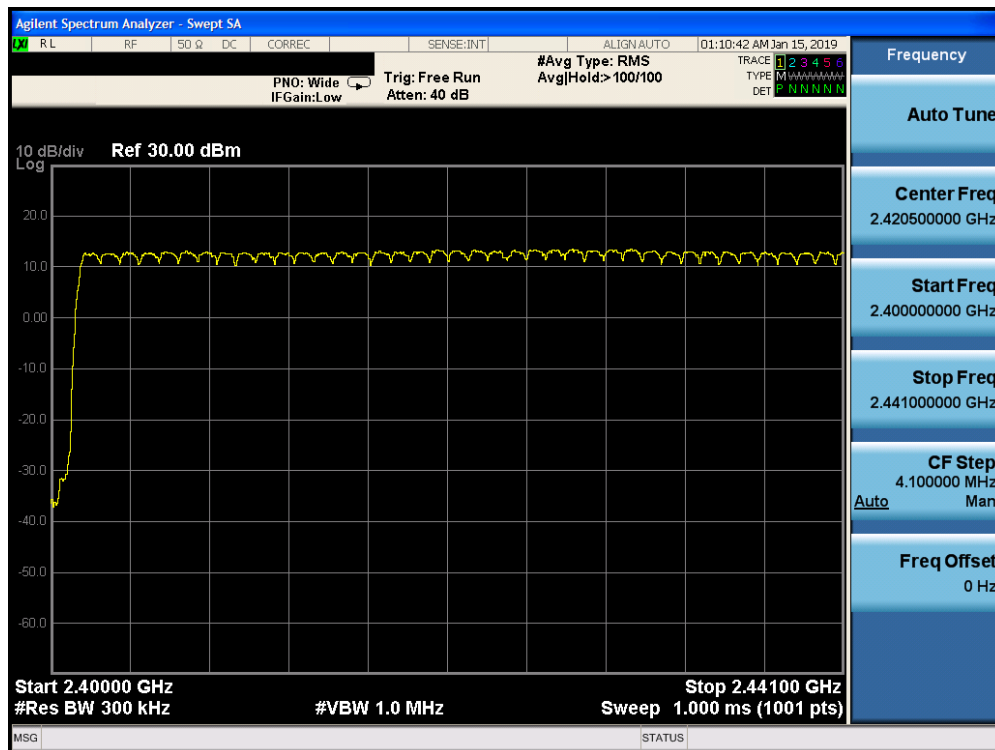 Agilent Spectrum Analyzer - Swept SA
LXI RL RF 50 Ω DC CORREC SENSE:INT ALIGN AUTO 01:10:42 AM Jan 15, 2019
PNO: Wide
IFGain:Low
Trig: Free Run
Atten: 40 dB
#Avg Type: RMS
Avg|Hold:> 100/100
TRACE 1 2 3 4 5 6
TYPE M WWWWWW
DET P N N N N N
10 dB/div Ref 30.00 dBm
Log
20.0
10.0
0.00
-10.0
-20.0
-30.0
-40.0
-50.0
-60.0
Start 2.40000 GHz Stop 2.44100 GHz
#Res BW 300 kHz #VBW 1.0 MHz Sweep 1.000 ms (1001 pts)
MSG STATUS
Frequency
Auto Tune
Center Freq
2.420500000 GHz
Start Freq
2.400000000 GHz
Stop Freq
2.441000000 GHz
CF Step
4.100000 MHz
Auto Man
Freq Offset
0 Hz